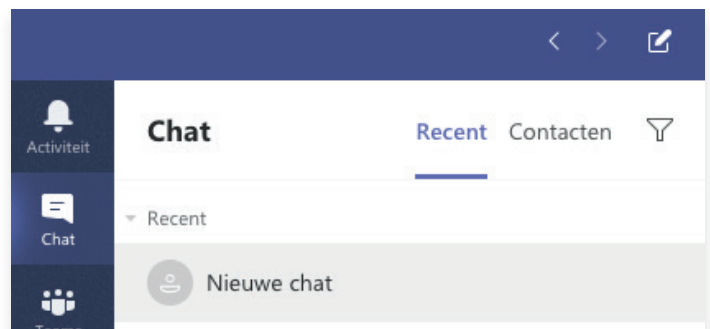 Activiteit
Chat
Chat Recent Contacten
Recent
Nieuwe chat